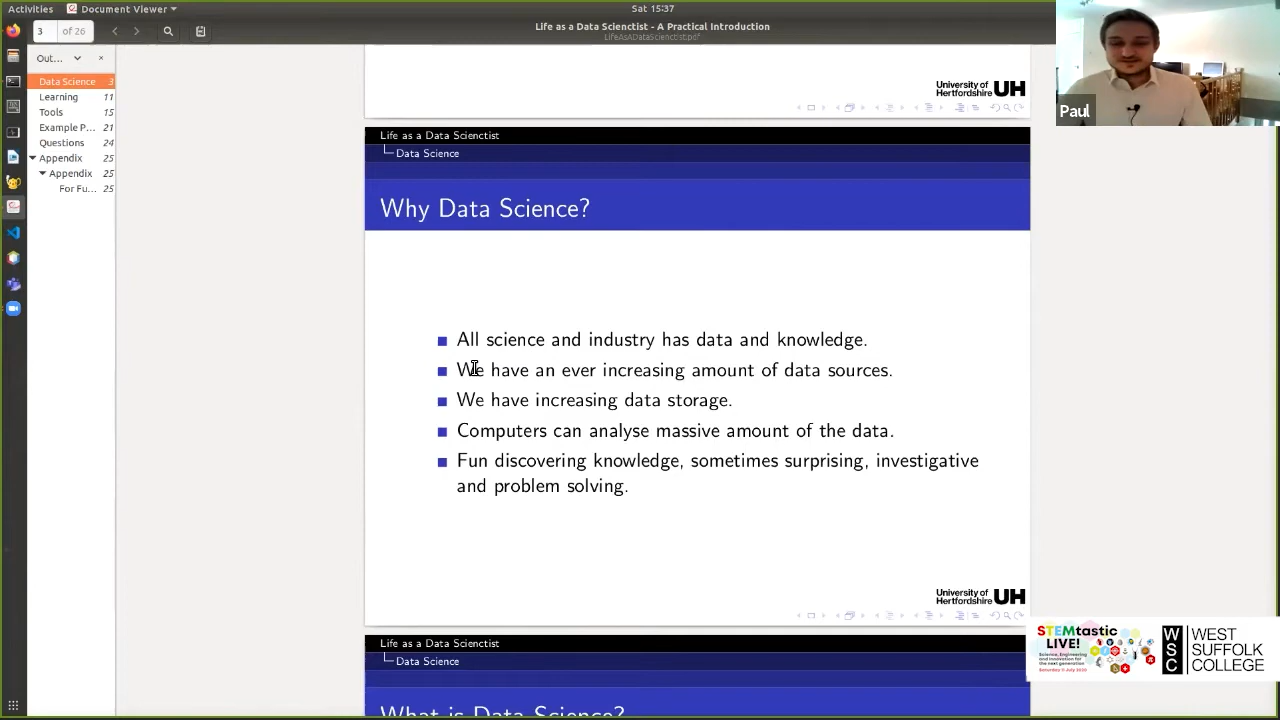 Activities
Document Viewer
Sat 15:37
3
of 26
Life as a Data Scienctist - A Practical Introduction
LifeAsADataScienctist.pdf
Out...
Data Science 3
Learning 11
Tools 15
Example P... 21
Questions 24
Appendix 25
Appendix 25
For Fu... 25
University of
Hertfordshire UH
Paul
Life as a Data Scienctist
Data Science
Why Data Science?
All science and industry has data and knowledge.
We have an ever increasing amount of data sources.
We have increasing data storage.
Computers can analyse massive amount of the data.
Fun discovering knowledge, sometimes surprising, investigative
and problem solving.
University of
Hertfordshire UH
Life as a Data Scienctist
Data Science
What is Data Science?
STEMtastic
LIVE!
Science, Engineering
and Innovation for
the next generation
Saturday 11 July 2020
WSC
WEST
SUFFOLK
COLLEGE